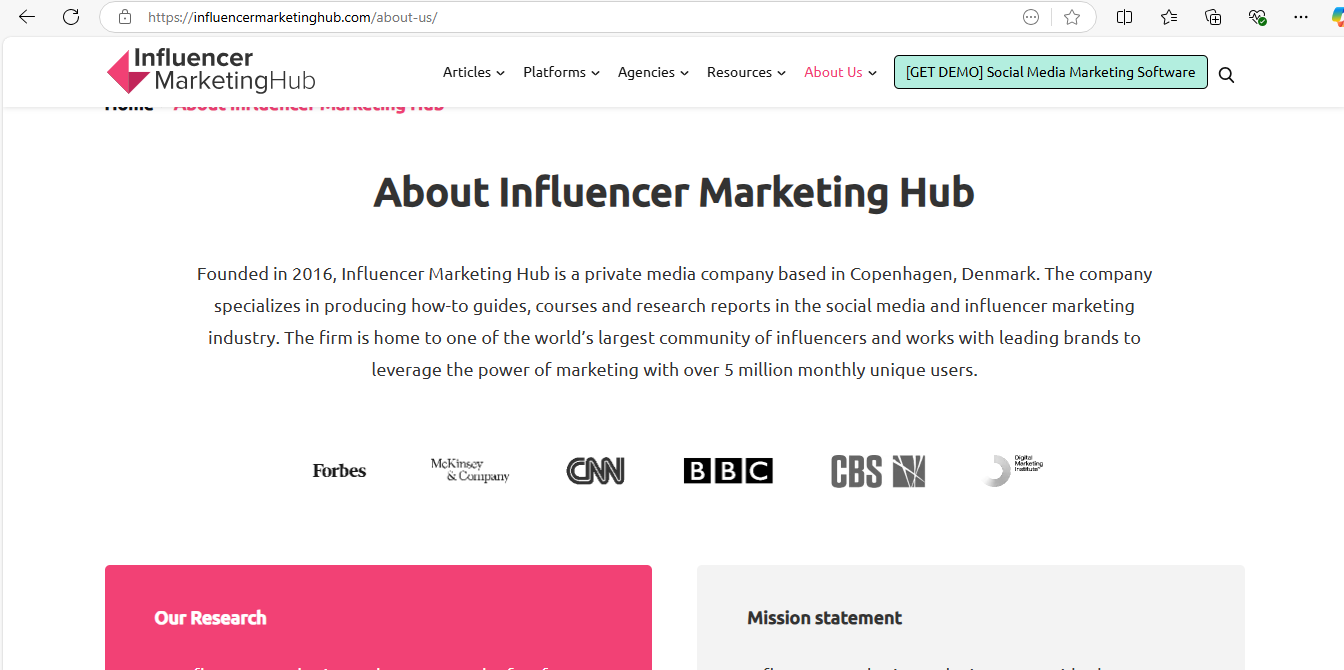 https://influencermarketinghub.com/about-us/
Influencer
MarketingHub
Articles Platforms Agencies Resources About Us [GET DEMO] Social Media Marketing Software
Home About Influencer Marketing Hub
About Influencer Marketing Hub
Founded in 2016, Influencer Marketing Hub is a private media company based in Copenhagen, Denmark. The company
specializes in producing how-to guides, courses and research reports in the social media and influencer marketing
industry. The firm is home to one of the world’s largest community of influencers and works with leading brands to
leverage the power of marketing with over 5 million monthly unique users.
Forbes McKinsey & Company CNN BBC CBS Digital Marketing Institute
Our Research
Mission statement